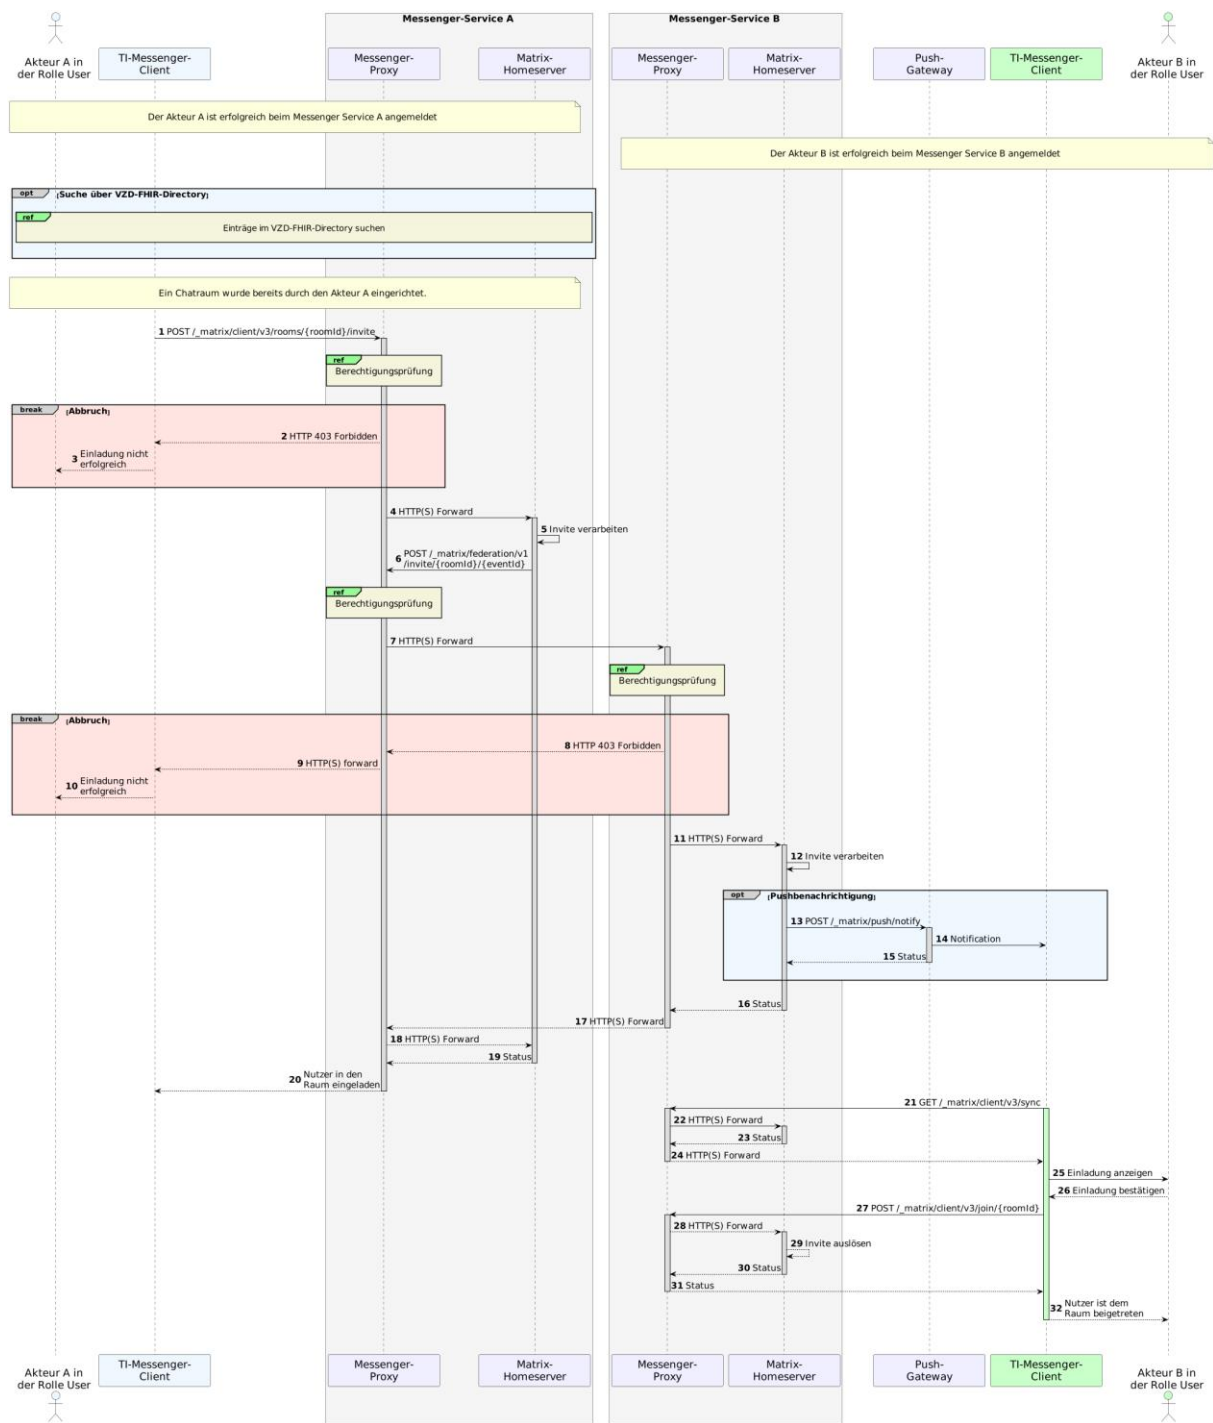 Messenger-Service A
Messenger-Service B
Akteur A in
der Rolle User
TI-Messenger-
Client
Messenger-
Proxy
Matrix-
Homeserver
Messenger-
Proxy
Matrix-
Homeserver
Push-
Gateway
TI-Messenger-
Client
Akteur B in
der Rolle User
Der Akteur A ist erfolgreich beim Messenger Service A angemeldet
Der Akteur B ist erfolgreich beim Messenger Service B angemeldet
opt [Suche über VZD-FHIR-Directory]
ref
Einträge im VZD-FHIR-Directory suchen
Ein Chatraum wurde bereits durch den Akteur A eingerichtet.
1 POST /_matrix/client/v3/rooms/{roomId}/invite
ref
Berechtigungsprüfung
break [Abbruch]
2 HTTP 403 Forbidden
3 Einladung nicht
erfolgreich
4 HTTP(S) Forward
5 Invite verarbeiten
6 POST /_matrix/federation/v1
/invite/{roomId}/{eventId}
ref
Berechtigungsprüfung
7 HTTP(S) Forward
ref
Berechtigungsprüfung
break [Abbruch]
8 HTTP 403 Forbidden
9 HTTP(S) forward
10 Einladung nicht
erfolgreich
11 HTTP(S) Forward
12 Invite verarbeiten
opt [Pushbenachrichtigung]
13 POST /_matrix/push/notify
14 Notification
15 Status
16 Status
17 HTTP(S) Forward
18 HTTP(S) Forward
19 Status
20 Nutzer in den
Raum eingeladen
21 GET /_matrix/client/v3/sync
22 HTTP(S) Forward
23 Status
24 HTTP(S) Forward
25 Einladung anzeigen
26 Einladung bestätigen
27 POST /_matrix/client/v3/join/{roomId}
28 HTTP(S) Forward
29 Invite auslösen
30 Status
31 Status
32 Nutzer ist dem
Raum beigetreten
Akteur A in
der Rolle User
TI-Messenger-
Client
Messenger-
Proxy
Matrix-
Homeserver
Messenger-
Proxy
Matrix-
Homeserver
Push-
Gateway
TI-Messenger-
Client
Akteur B in
der Rolle User